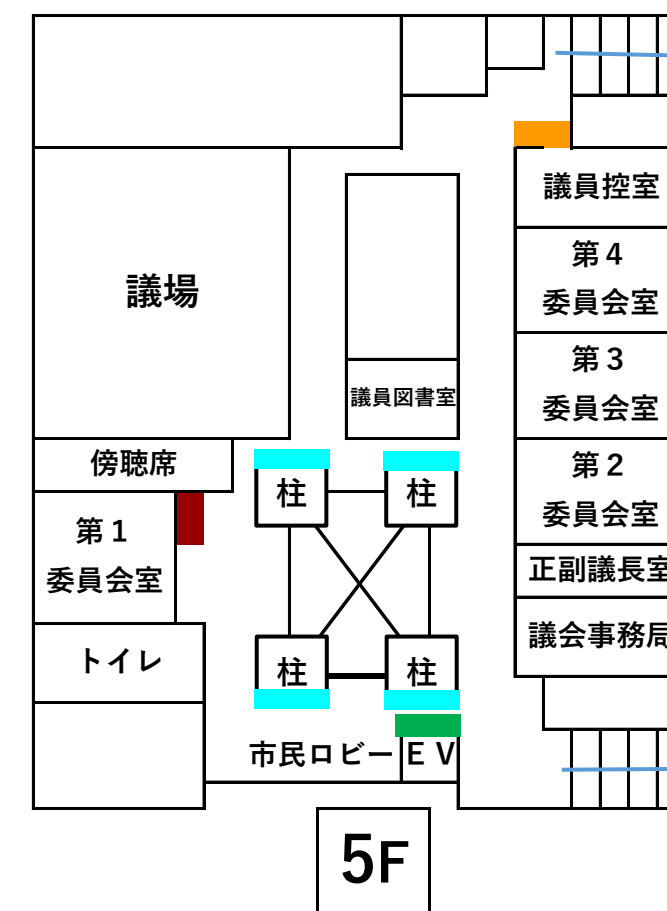 議員控室
第４
委員会室
議場
第３
委員会室
議員図書室
傍聴席
柱
柱
第２
委員会室
第１
委員会室
正副議長室
議会事務局
トイレ
柱
柱
市民ロビー
ＥＶ
5F